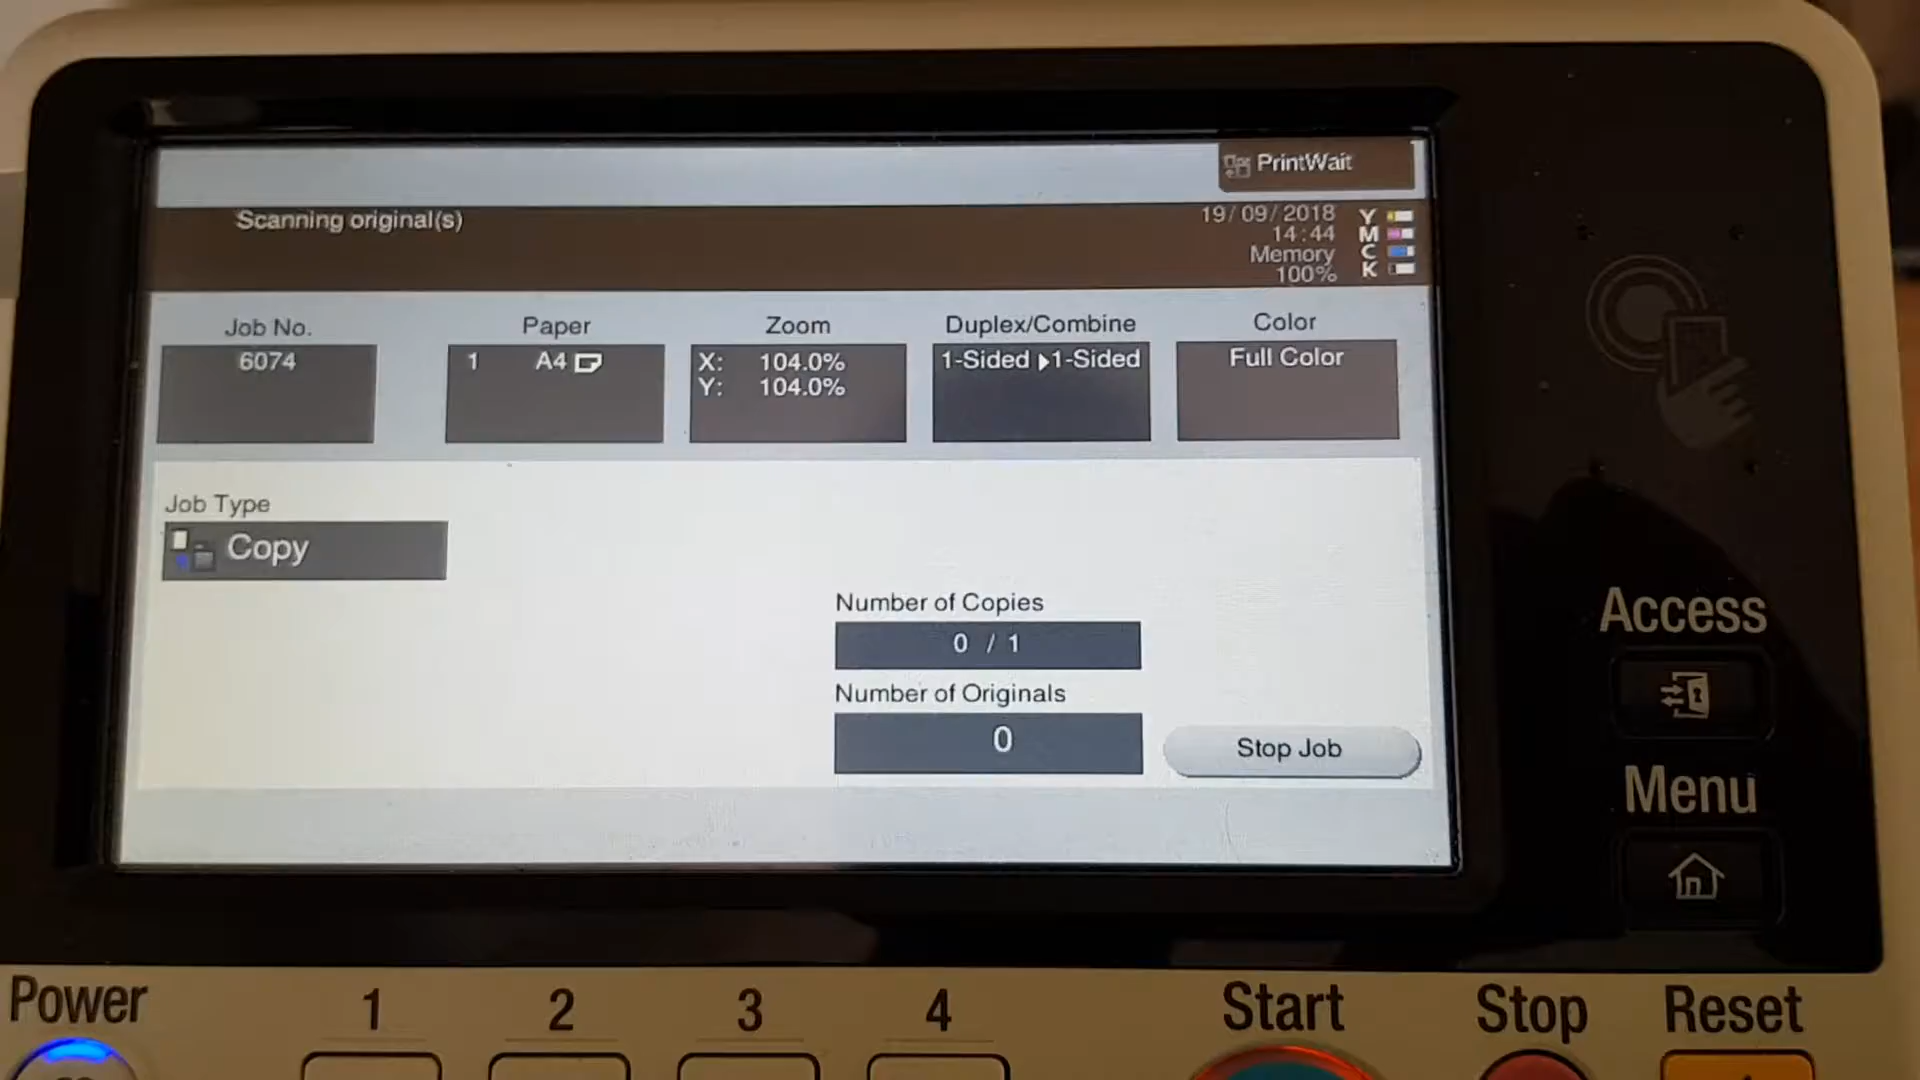 PrintWait
Scanning original(s)
19/09/2018
14:44
Memory
100%
Y
M
C
K
Job No.
6074
Paper
1 A4
Zoom
X: 104.0%
Y: 104.0%
Duplex/Combine
1-Sided ▶1-Sided
Color
Full Color
Job Type
Copy
Number of Copies
0 / 1
Number of Originals
0
Stop Job
Access
Menu
Power
1
2
3
4
Start
Stop
Reset